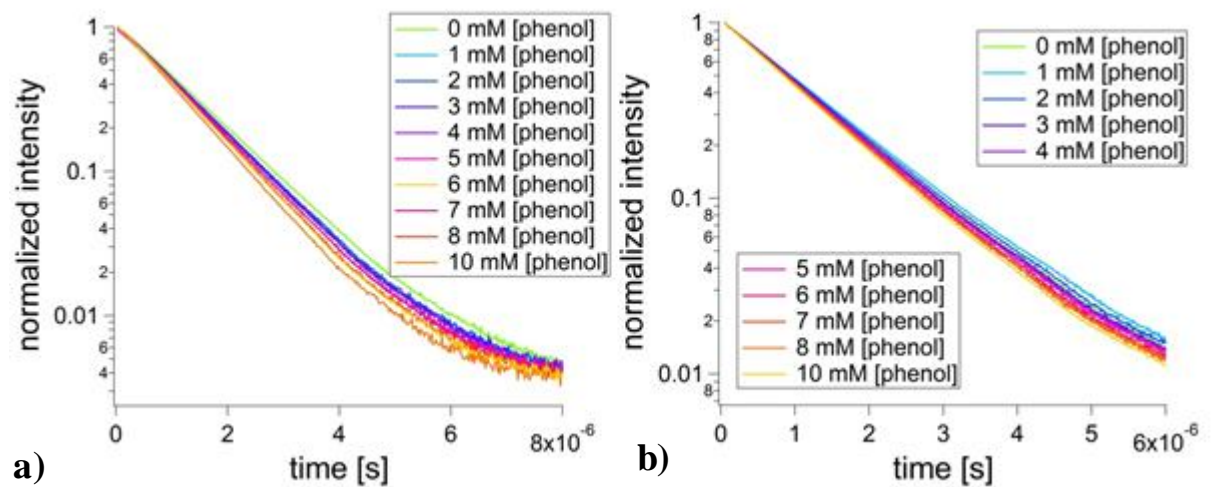 1
2
0.1
8
6
4
2
0.01
8
6
4
normalized intensity
0 mM [phenol]
1 mM [phenol]
2 mM [phenol]
3 mM [phenol]
4 mM [phenol]
5 mM [phenol]
6 mM [phenol]
7 mM [phenol]
8 mM [phenol]
10 mM [phenol]
0 2 4 6 8x10-6
time [s]
a)
1
8
6
4
2
0.1
8
6
4
2
0.01
8
normalized intensity
0 mM [phenol]
1 mM [phenol]
2 mM [phenol]
3 mM [phenol]
4 mM [phenol]
5 mM [phenol]
6 mM [phenol]
7 mM [phenol]
8 mM [phenol]
10 mM [phenol]
0 1 2 3 4 5 6x10-6
time [s]
b)